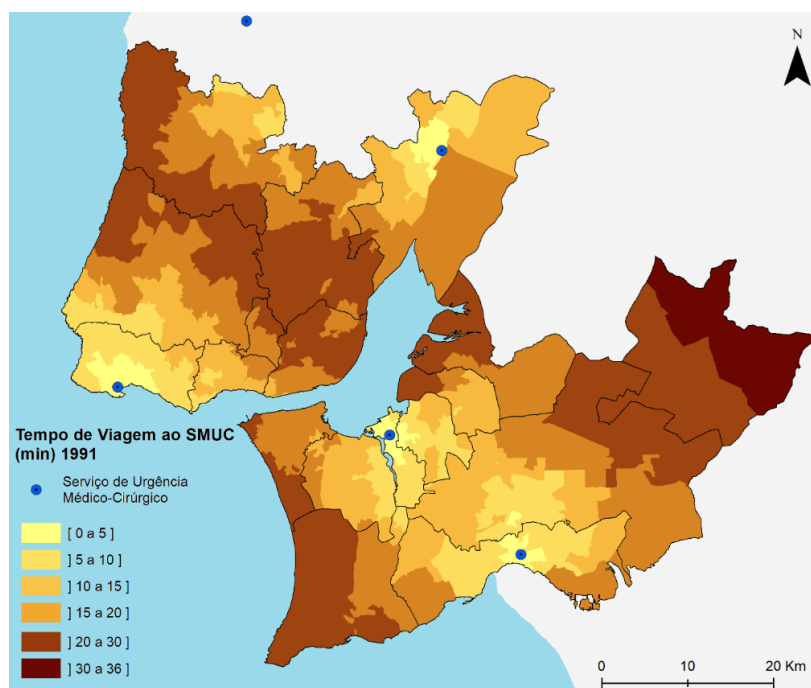 N
Tempo de Viagem ao SMUC
(min) 1991
Serviço de Urgência
Médico-Cirúrgico
[ 0 a 5 ]
] 5 a 10 ]
] 10 a 15 ]
] 15 a 20 ]
] 20 a 30 ]
] 30 a 36 ]
0 10 20 Km